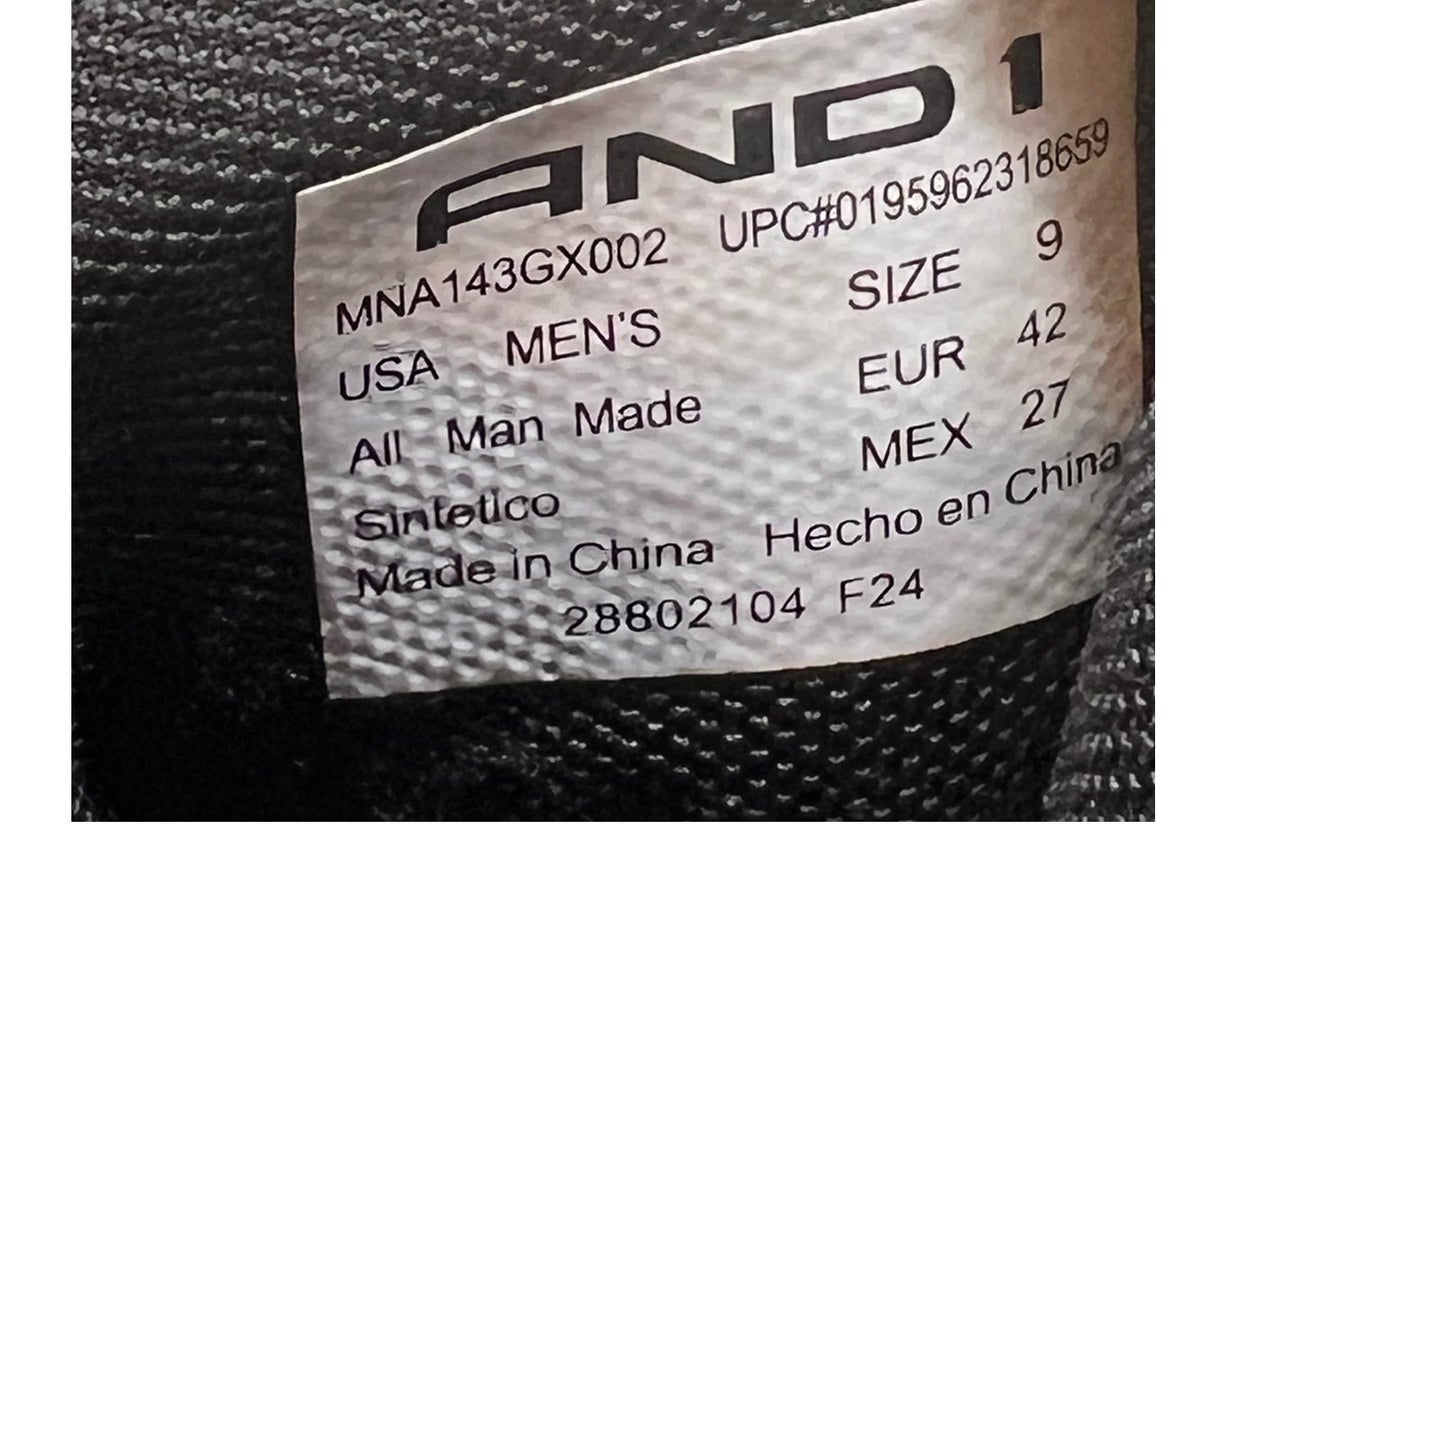 AND1
MNA143GX002 UPC#0195962318659
USA MEN'S SIZE 9
All Man Made EUR 42
Sintetico MEX 27
Made in China Hecho en China
28802104 F24